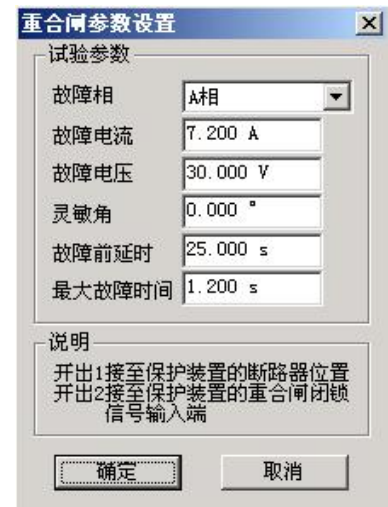 重合闸参数设置
试验参数
故障相 A相
故障电流 7.200 A
故障电压 30.000 V
灵敏角 0.000 °
故障前延时 25.000 s
最大故障时间 1.200 s
说明
开出1接至保护装置的断路器位置
开出2接至保护装置的重合闸闭锁
信号输入端
确定 取消